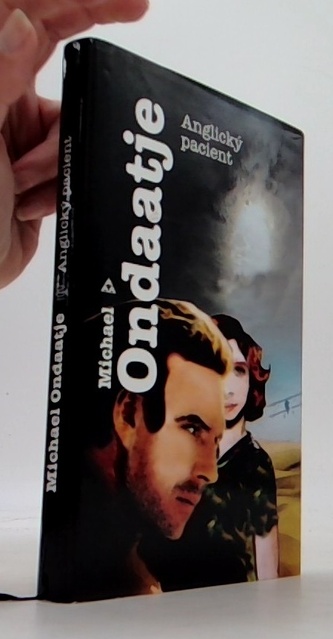 Anglický
pacient
Michael
Ondaatje
Michael Ondaatje
Anglický pacient